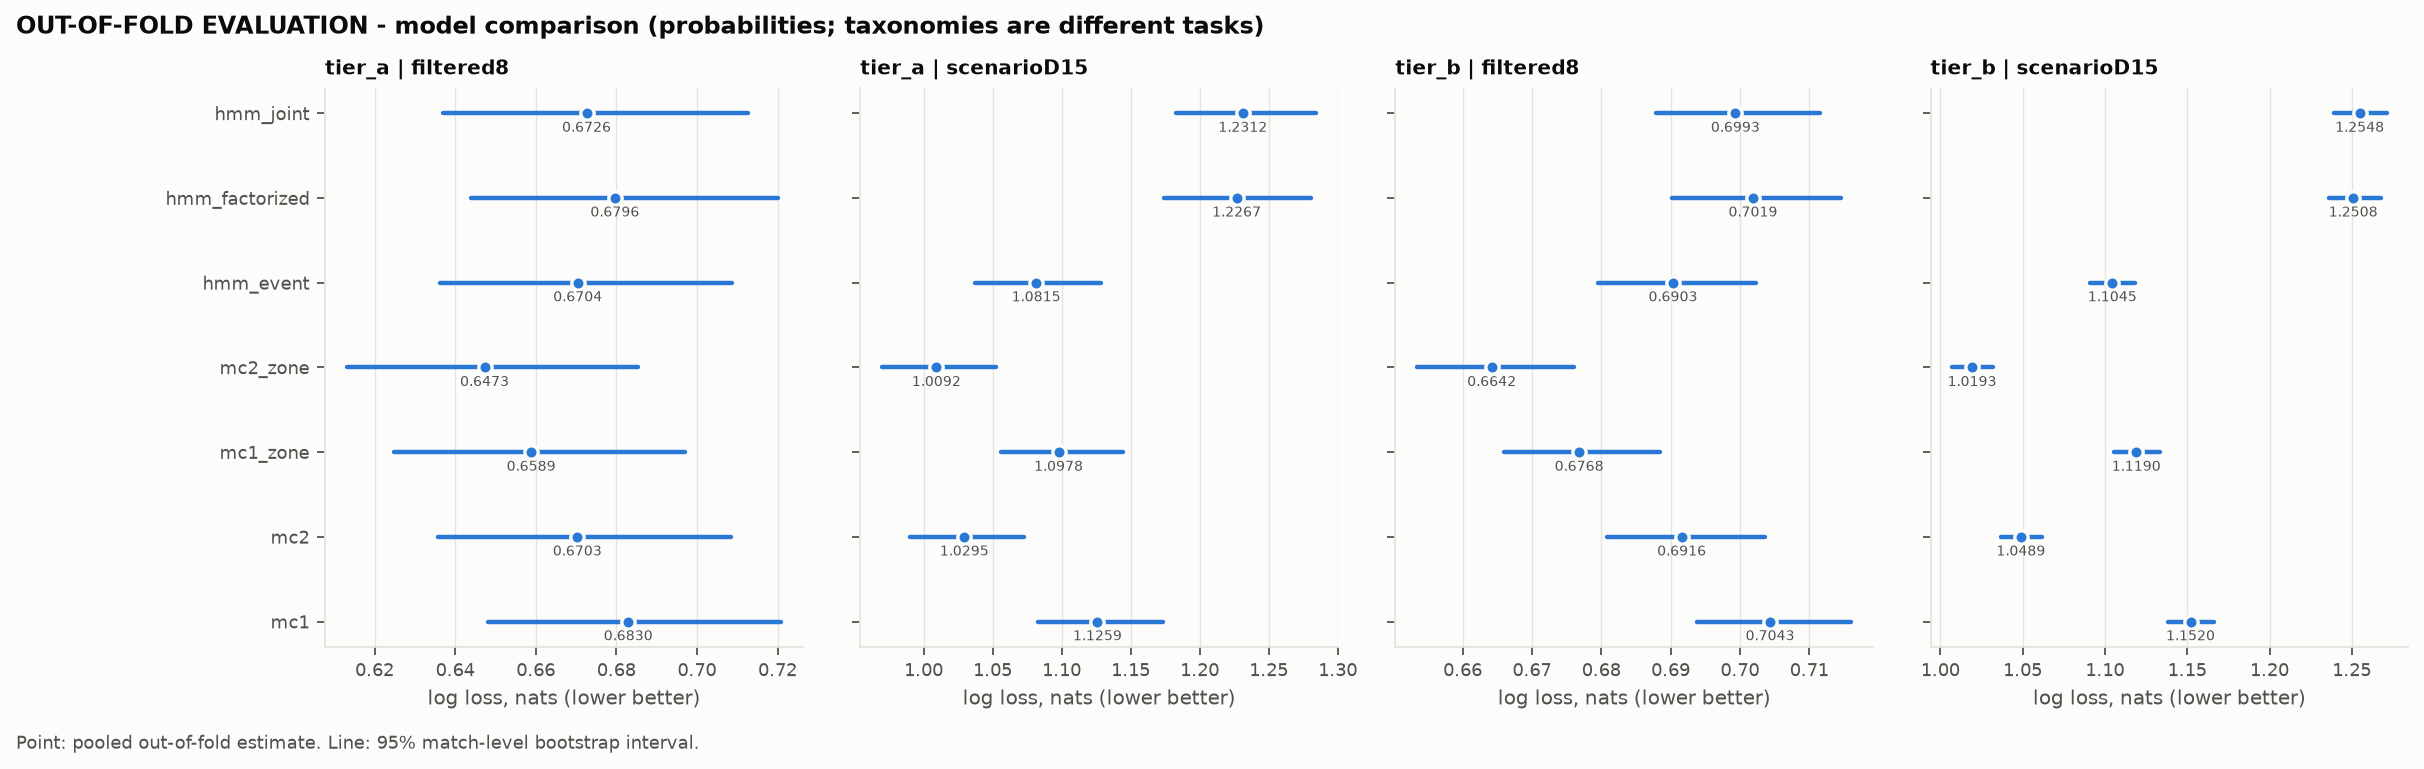 OUT-OF-FOLD EVALUATION - model comparison (probabilities; taxonomies are different tasks)
tier_a | filtered8
tier_a | scenarioD15
tier_b | filtered8
tier_b | scenarioD15
hmm_joint
0.6726
1.2312
0.6993
1.2548
hmm_factorized
0.6796
1.2267
0.7019
1.2508
hmm_event
0.6704
1.0815
0.6903
1.1045
mc2_zone
0.6473
1.0092
0.6642
1.0193
mc1_zone
0.6589
1.0978
0.6768
1.1190
mc2
0.6703
1.0295
0.6916
1.0489
mc1
0.6830
1.1259
0.7043
1.1520
0.62 0.64 0.66 0.68 0.70 0.72
1.00 1.05 1.10 1.15 1.20 1.25 1.30
0.66 0.67 0.68 0.69 0.70 0.71
1.00 1.05 1.10 1.15 1.20 1.25
log loss, nats (lower better)
log loss, nats (lower better)
log loss, nats (lower better)
log loss, nats (lower better)
Point: pooled out-of-fold estimate. Line: 95% match-level bootstrap interval.